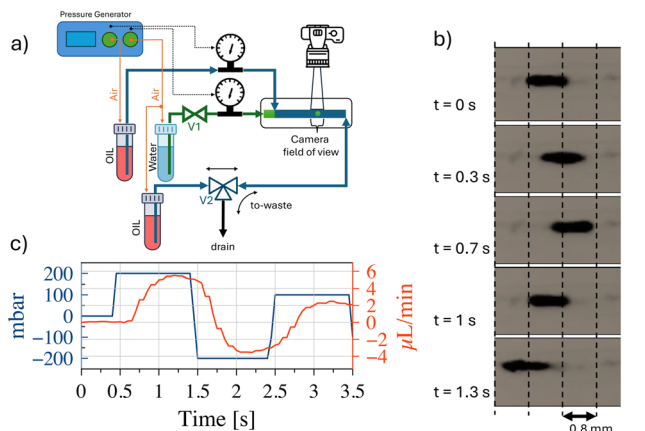 a)
Pressure Generator
Air
Air
OIL
Water
V1
Camera
field of view
OIL
V2
to-waste
drain
b)
t = 0 s
t = 0.3 s
t = 0.7 s
t = 1 s
t = 1.3 s
0.8 mm
c)
mbar
200
100
0
−100
−200
6
4
2
0
−2
−4
μL/min
0 0.5 1 1.5 2 2.5 3 3.5
Time [s]